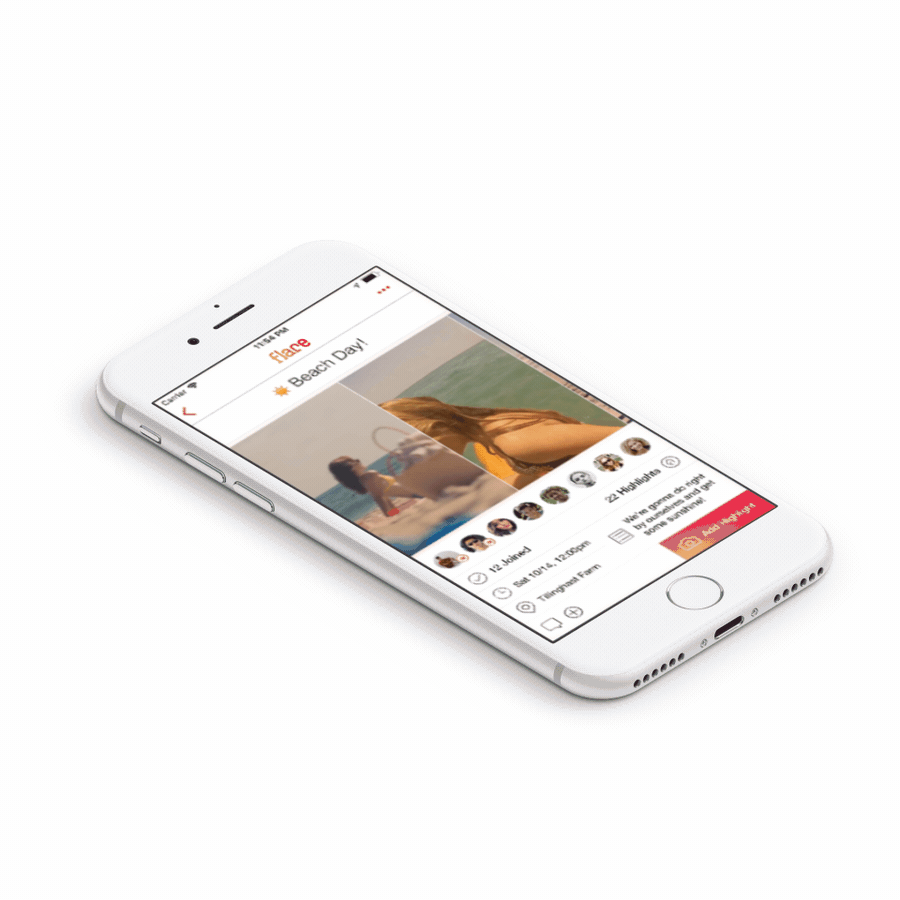 Carrier
11:54 PM
flare
Beach Day!
12 Joined
22 Highlights
Sat 10/14, 12:00pm
We're gonna do right
by ourselves and get
some sunshine!
Tillinghast Farm
Add Highlight